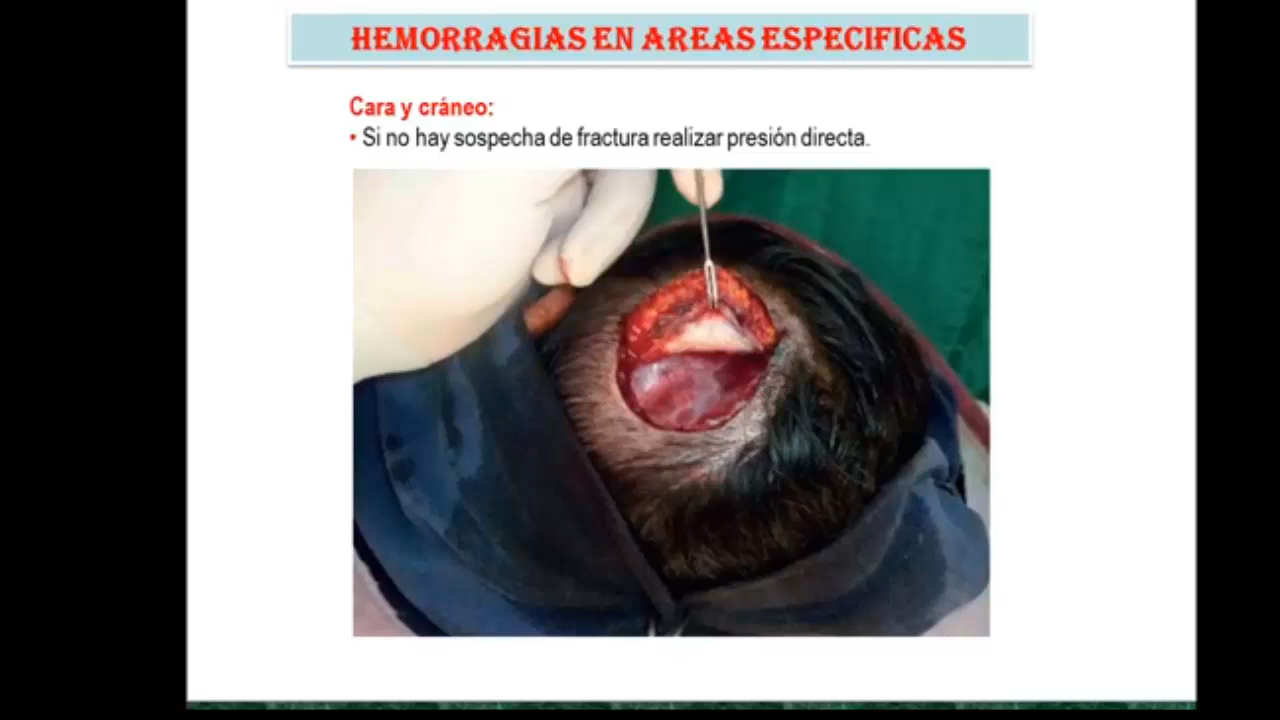 HEMORRAGIAS EN AREAS ESPECIFICAS
Cara y cráneo:
• Si no hay sospecha de fractura realizar presión directa.